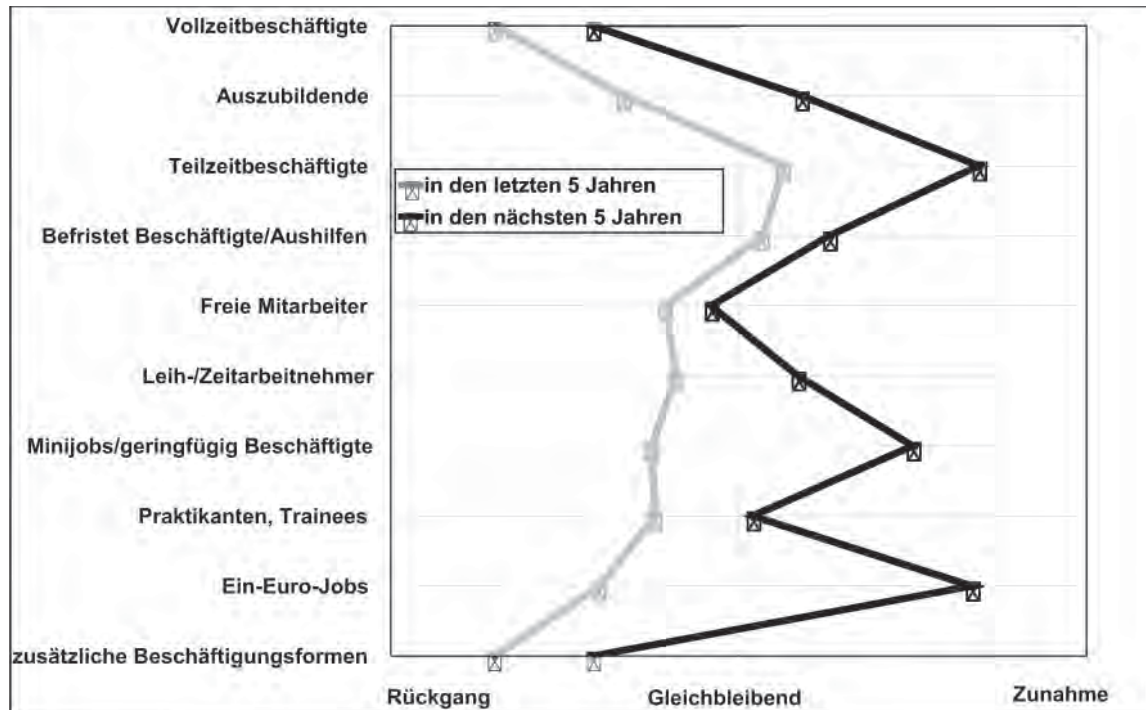 Vollzeitbeschäftigte
Auszubildende
Teilzeitbeschäftigte
in den letzten 5 Jahren
in den nächsten 5 Jahren
Befristet Beschäftigte/Aushilfen
Freie Mitarbeiter
Leih-/Zeitarbeitnehmer
Minijobs/geringfügig Beschäftigte
Praktikanten, Trainees
Ein-Euro-Jobs
zusätzliche Beschäftigungsformen
Rückgang Gleichbleibend Zunahme